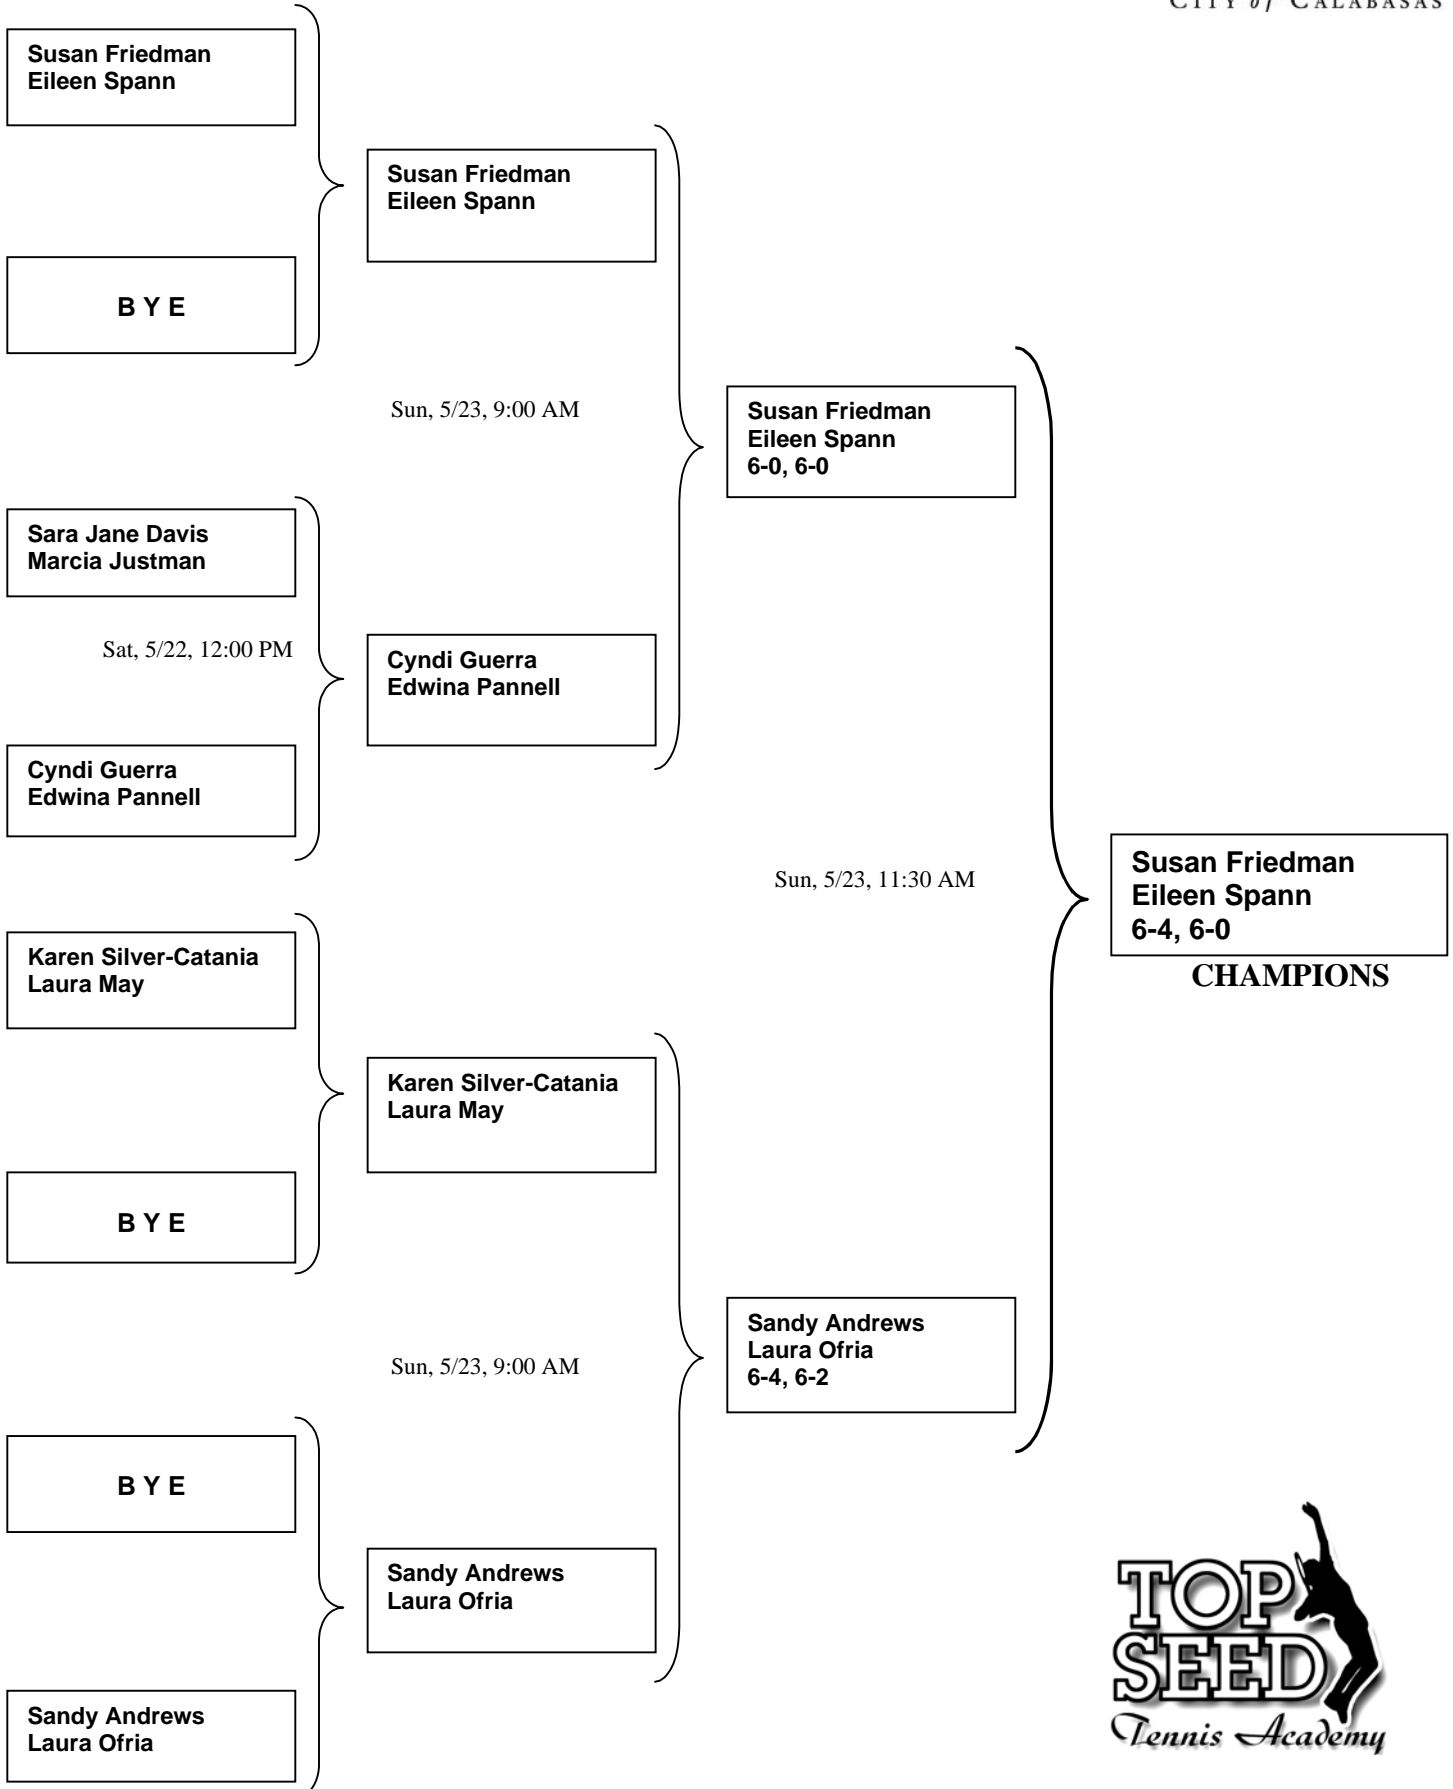 CITY of CALABASAS
Susan Friedman
Eileen Spann
B Y E
Sara Jane Davis
Marcia Justman
Sat, 5/22, 12:00 PM
Cyndi Guerra
Edwina Pannell
Karen Silver-Catania
Laura May
B Y E
B Y E
Sandy Andrews
Laura Ofria
Susan Friedman
Eileen Spann
Sun, 5/23, 9:00 AM
Cyndi Guerra
Edwina Pannell
Karen Silver-Catania
Laura May
Sun, 5/23, 9:00 AM
Sandy Andrews
Laura Ofria
Susan Friedman
Eileen Spann
6-0, 6-0
Sun, 5/23, 11:30 AM
Sandy Andrews
Laura Ofria
6-4, 6-2
Susan Friedman
Eileen Spann
6-4, 6-0
CHAMPIONS
TOP
SEED
Tennis Academy